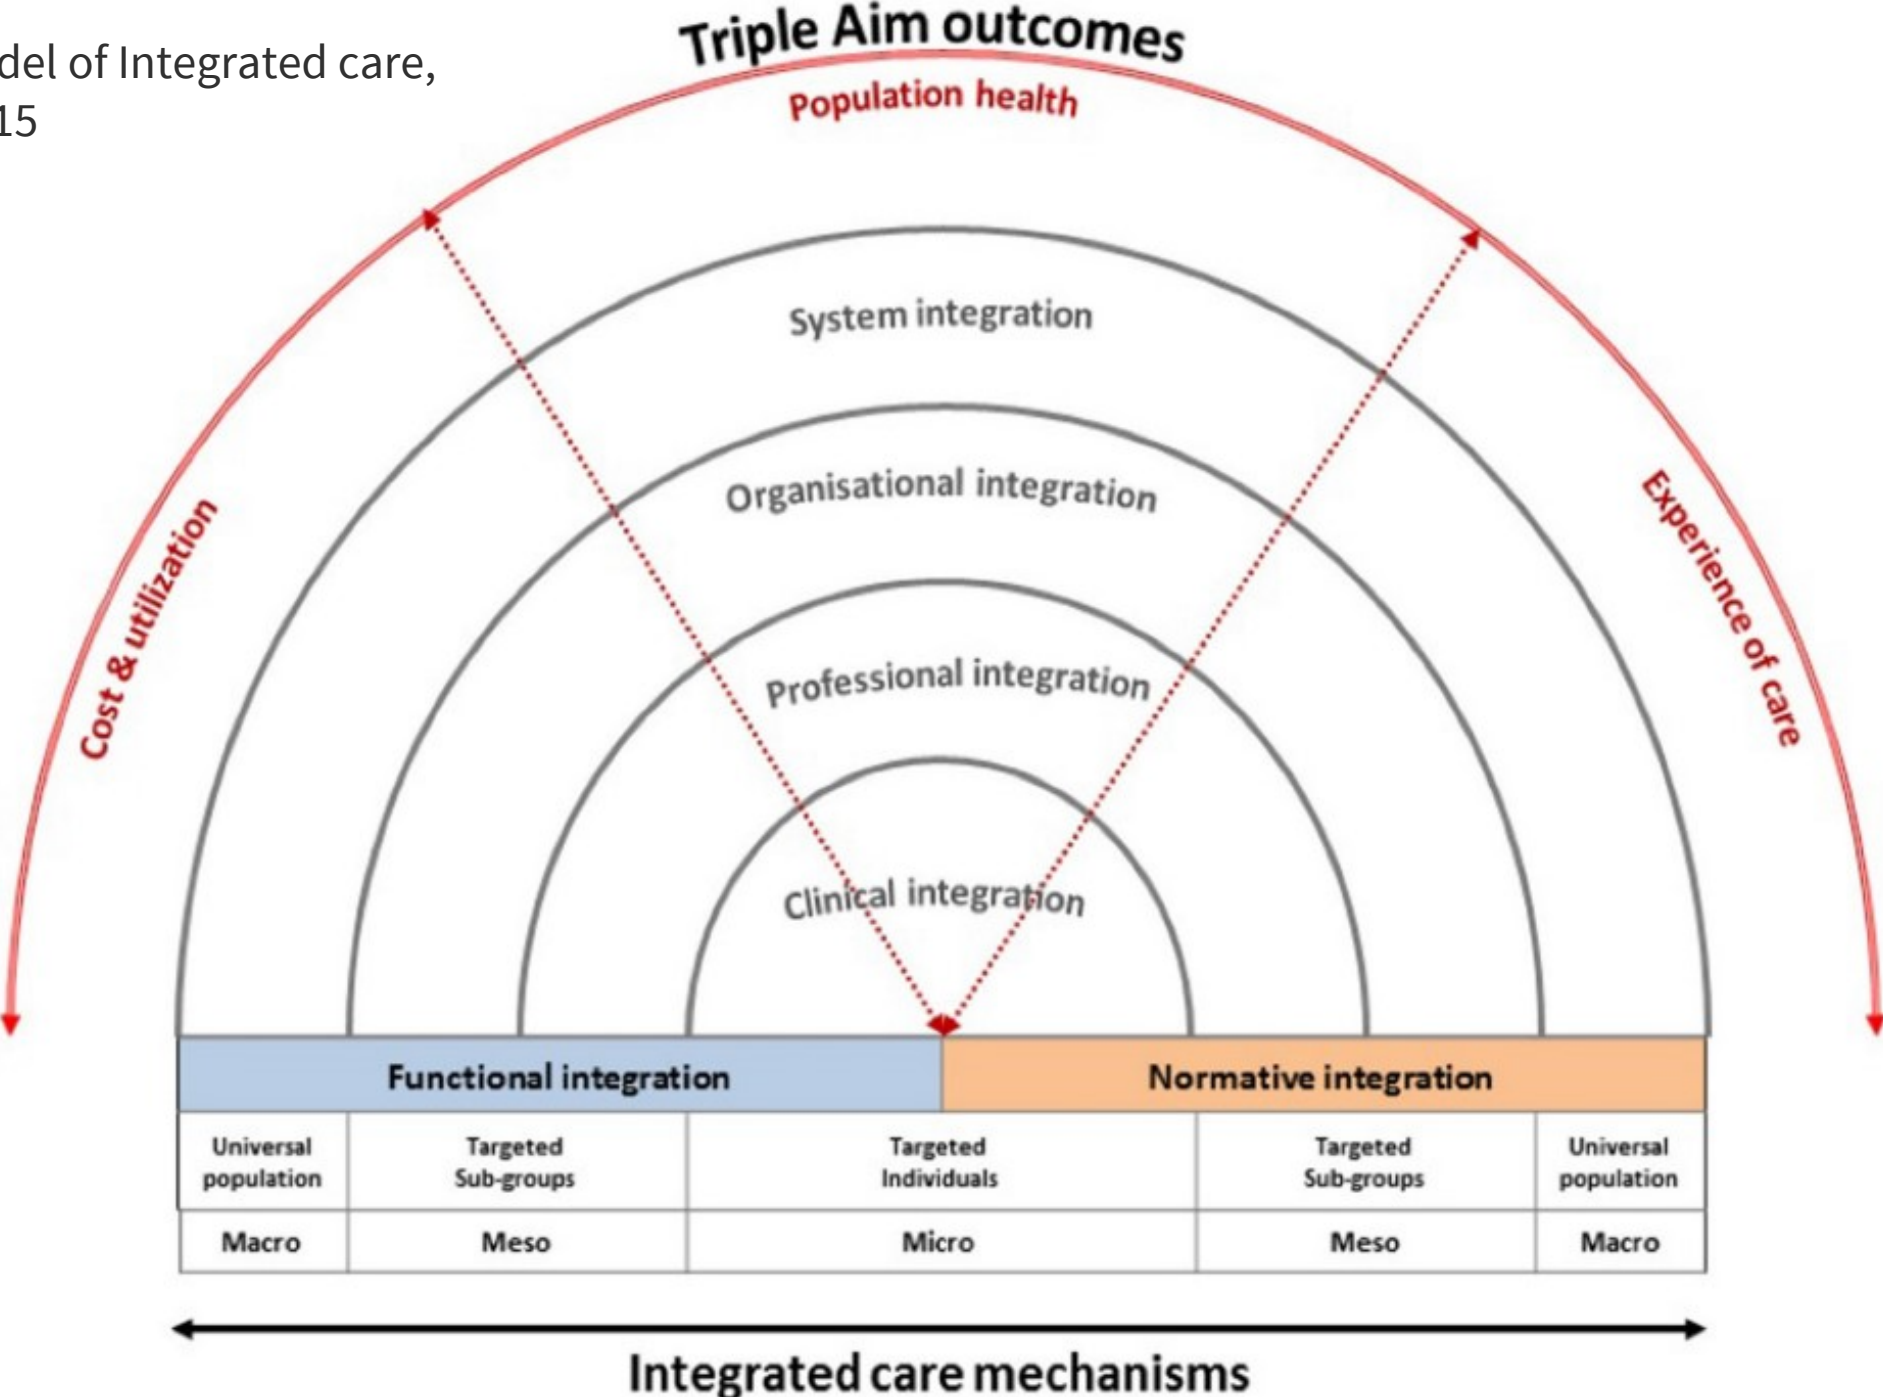 del of Integrated care,
15
Triple Aim outcomes
Population health
Cost & utilization
Experience of care
System integration
Organisational integration
Professional integration
Clinical integration
Functional integration
Normative integration
Universal
population
Targeted
Sub-groups
Targeted
Individuals
Targeted
Sub-groups
Universal
population
Macro
Meso
Micro
Meso
Macro
Integrated care mechanisms